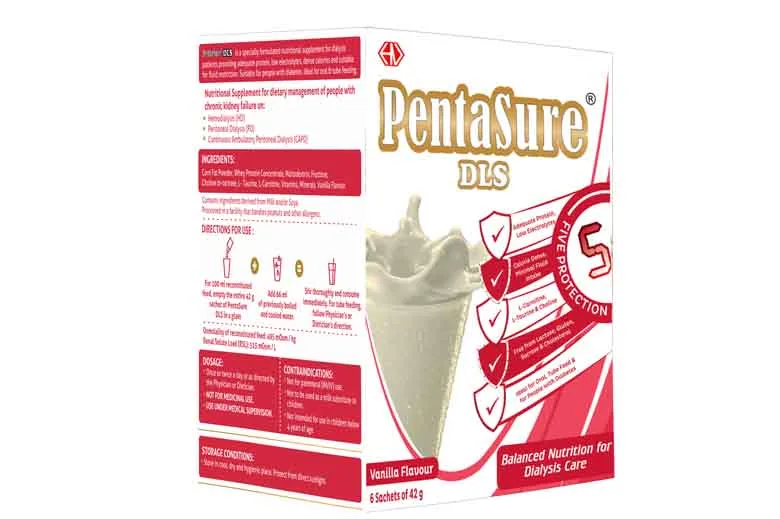 PentaSure DLS is a specially formulated nutritional supplement for dialysis
patients providing adequate protein, low electrolytes, dense calories and suitable
for fluid restriction. Suitable for people with diabetes. Ideal for oral & tube feeding.
Nutritional Supplement for dietary management of people with
chronic kidney failure on:
• Hemodialysis (HD)
• Peritoneal Dialysis (PD)
• Continuous Ambulatory Peritoneal Dialysis (CAPD)
INGREDIENTS:
Corn Fat Powder, Whey Protein Concentrate, Maltodextrin, Fructose,
Choline bi-tartrate, L- Taurine, L-Carnitine, Vitamins, Minerals, Vanilla Flavour.
Contains ingredients derived from Milk and/or Soya.
Processed in a facility that handles peanuts and other allergens.
DIRECTIONS FOR USE :
+
=
For 100 ml reconstituted
feed, empty the entire 42 g
sachet of PentaSure
DLS in a glass
Add 66 ml
of previously boiled
and cooled water.
Stir thoroughly and consume
immediately. For tube feeding,
follow Physician's or
Dietician's direction.
Osmolality of reconstituted feed: mOsm / kg
Renal Solute Load (RSL): mOsm / L
DOSAGE:
• Once or twice a day or as directed by
the Physician or Dietician.
• NOT FOR MEDICINAL USE.
• USE UNDER MEDICAL SUPERVISION.
CONTRAINDICATIONS:
• Not for parenteral (IM/IV) use.
• Not to be used as a milk substitute to
children.
• Not intended for use in children below
years of age.
STORAGE CONDITIONS:
• Store in cool, dry and hygienic place. Protect from direct sunlight.
PentaSure®
DLS
Adequate Protein,
Low Electrolytes
Calorie Dense,
Minimal Fluid
Intake
L-Carnitine,
L-Taurine & Choline
Free from Lactose, Gluten,
Sucrose & Cholesterol
Ideal for Oral, Tube Feed &
for People with Diabetes
5
FIVE PROTECTION
Vanilla Flavour
6 Sachets of 42 g
Balanced Nutrition for
Dialysis Care